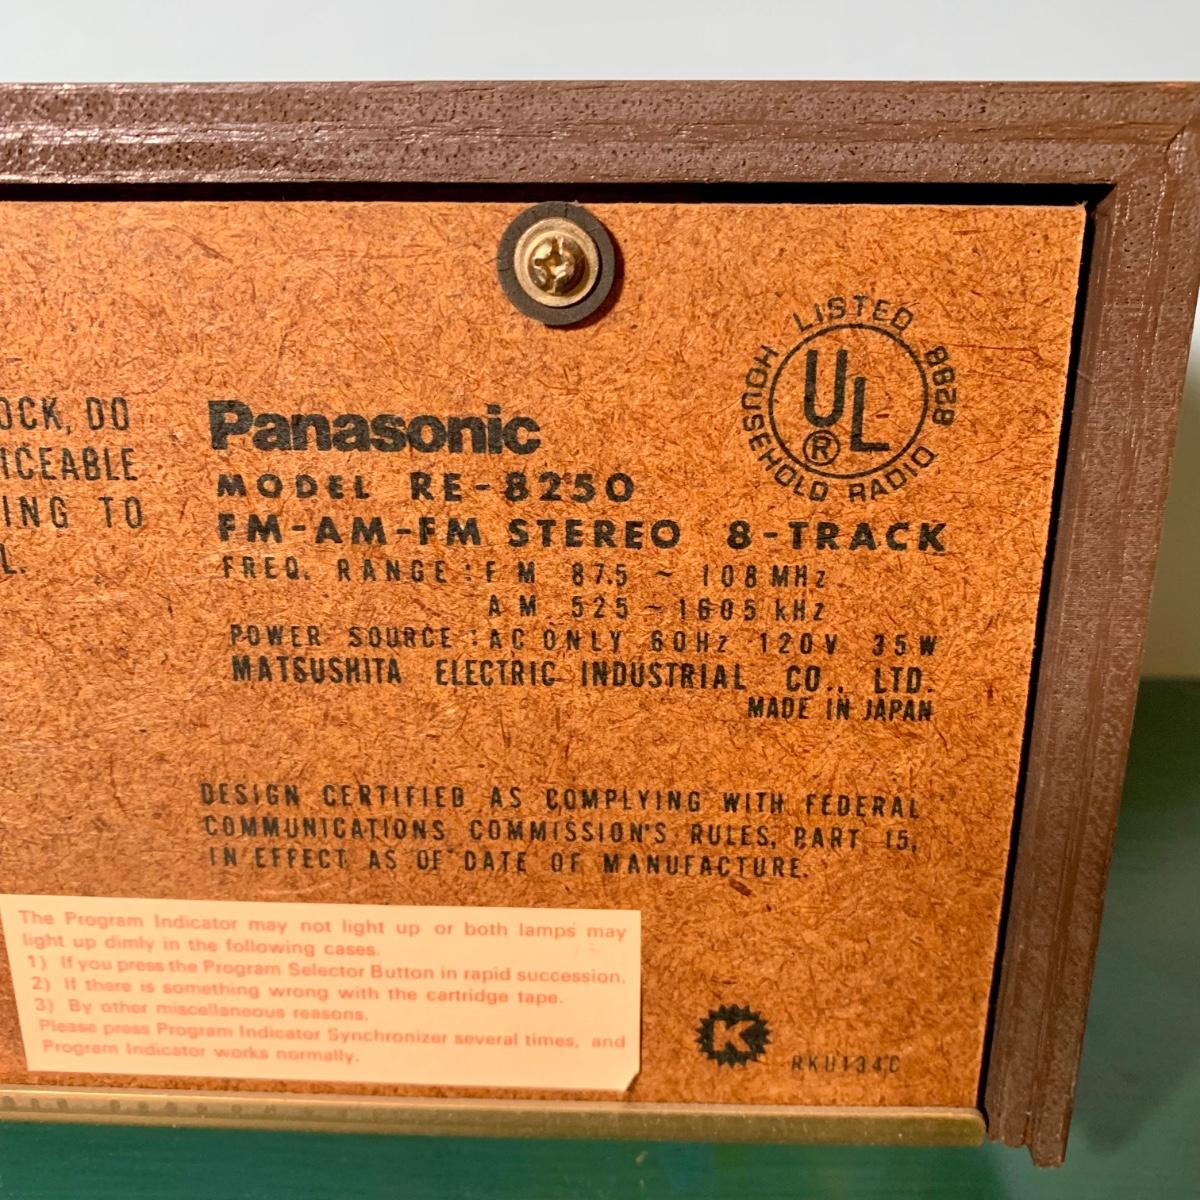 OCK, DO
ICEABLE
ING TO
L.
LISTED
882B
HOUSEHOLD RADIO
UL
®
Panasonic
MODEL RE-8250
FM-AM-FM STEREO 8-TRACK
FREQ. RANGE : FM 87.5 ~ 108 MHz
AM 525 ~ 1605 kHz
POWER SOURCE : AC ONLY 60Hz 120V 35W
MATSUSHITA ELECTRIC INDUSTRIAL CO., LTD.
MADE IN JAPAN
DESIGN CERTIFIED AS COMPLYING WITH FEDERAL
COMMUNICATIONS COMMISSION'S RULES, PART 15,
IN EFFECT AS OF DATE OF MANUFACTURE.
The Program Indicator may not light up or both lamps may
light up dimly in the following cases.
1) If you press the Program Selector Button in rapid succession.
2) If there is something wrong with the cartridge tape.
3) By other miscellaneous reasons.
Please press Program Indicator Synchronizer several times, and
Program Indicator works normally.
K
RKU134C